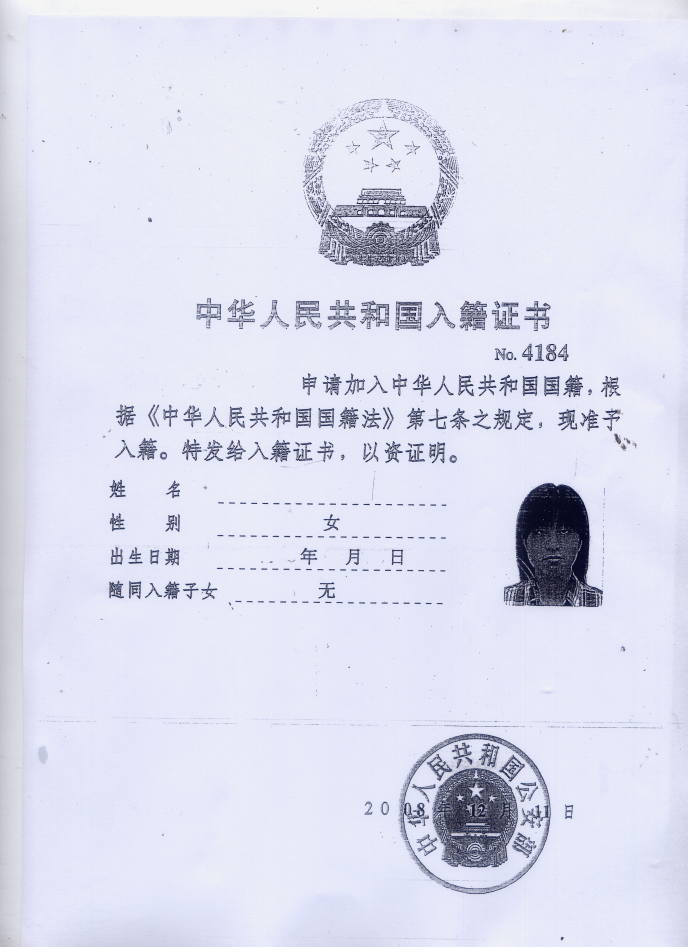 中华人民共和国入籍证书
No. 4184
申请加入中华人民共和国国籍，根
据《中华人民共和国国籍法》第七条之规定，现准予
入籍。特发给入籍证书，以资证明。
姓 名
性 别 女
出生日期 年 月 日
随同入籍子女 无
中华人民共和国公安部
2008 年 12 月 日